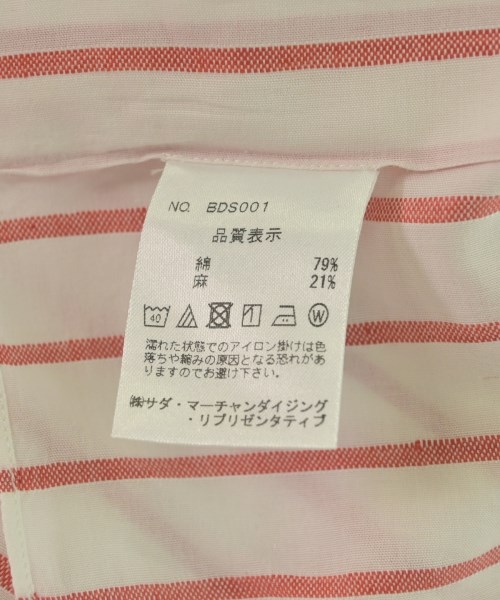 NO. BDS001
品質表示
綿 79%
麻 21%
40 W
濡れた状態でのアイロン掛けは色
落ちや縮みの原因となる恐れがあ
りますのでお避け下さい。
㈱サダ・マーチャンダイジング
・リプリゼンタティブ